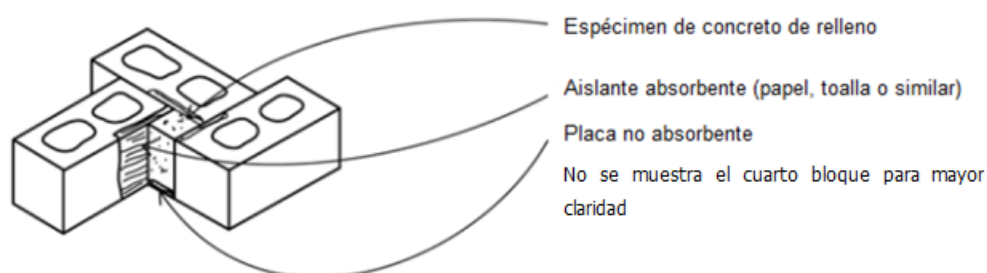 Espécimen de concreto de relleno
Aislante absorbente (papel, toalla o similar)
Placa no absorbente
No se muestra el cuarto bloque para mayor
claridad